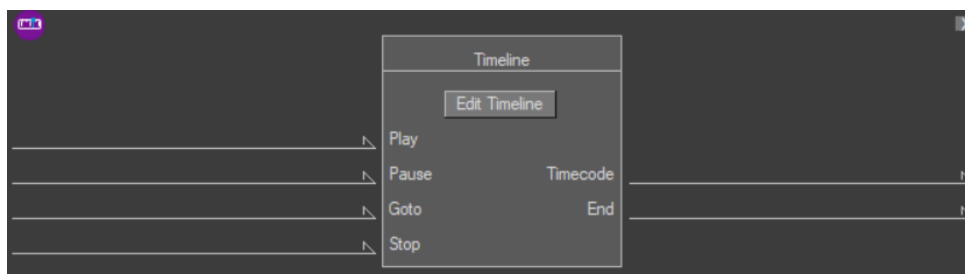 Timeline
Edit Timeline
Play
Pause Timecode
Goto End
Stop